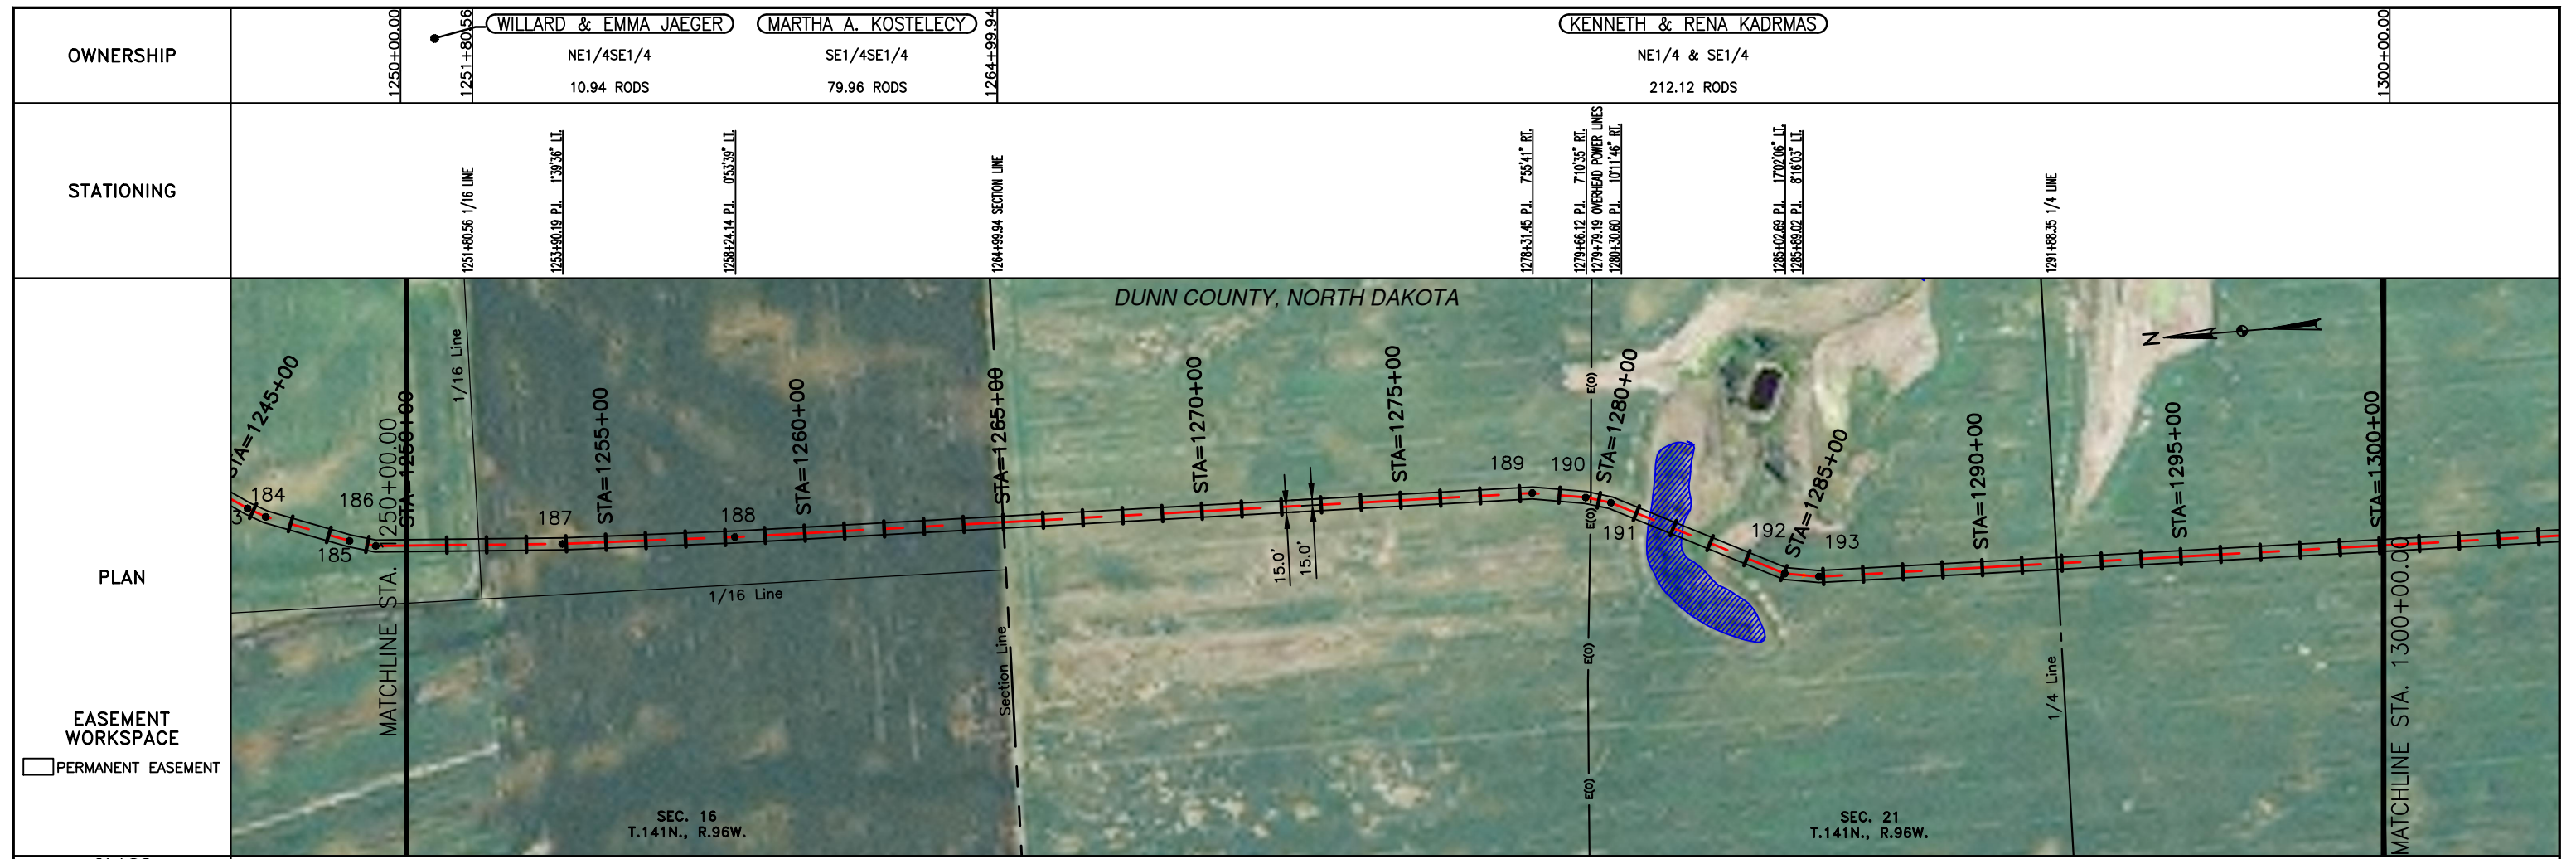 OWNERSHIP
1250+00.00
1251+80.56
WILLARD & EMMA JAEGER
NE1/4SE1/4
10.94 RODS
MARTHA A. KOSTELECY
SE1/4SE1/4
79.96 RODS
1264+99.94
KENNETH & RENA KADRMAS
NE1/4 & SE1/4
212.12 RODS
1300+00.00
STATIONING
1251+80.56 1/16 LINE
1253+90.19 P.I. 1°39'36" LT.
1258+24.14 P.I. 0°53'39" LT.
1264+99.94 SECTION LINE
1278+31.45 P.I. 7°55'41" RT.
1279+66.12 P.I. 7°10'35" RT.
1279+79.19 OVERHEAD POWER LINES
1280+30.60 P.I. 10°11'46" RT.
1285+02.69 P.I. 17°02'06" LT.
1285+89.02 P.I. 8°16'03" LT.
1291+88.35 1/4 LINE
PLAN
EASEMENT
WORKSPACE
PERMANENT EASEMENT
DUNN COUNTY, NORTH DAKOTA
N
STA=1245+00
STA=1250+00
STA=1255+00
STA=1260+00
STA=1265+00
STA=1270+00
STA=1275+00
STA=1280+00
STA=1285+00
STA=1290+00
STA=1295+00
STA=1300+00
MATCHLINE STA. 1250+00.00
MATCHLINE STA. 1300+00.00
1/16 Line
1/16 Line
Section Line
1/4 Line
3
184
185
186
187
188
189
190
191
192
193
15.0'
15.0'
E(O)
E(O)
E(O)
E(O)
SEC. 16
T.141N., R.96W.
SEC. 21
T.141N., R.96W.